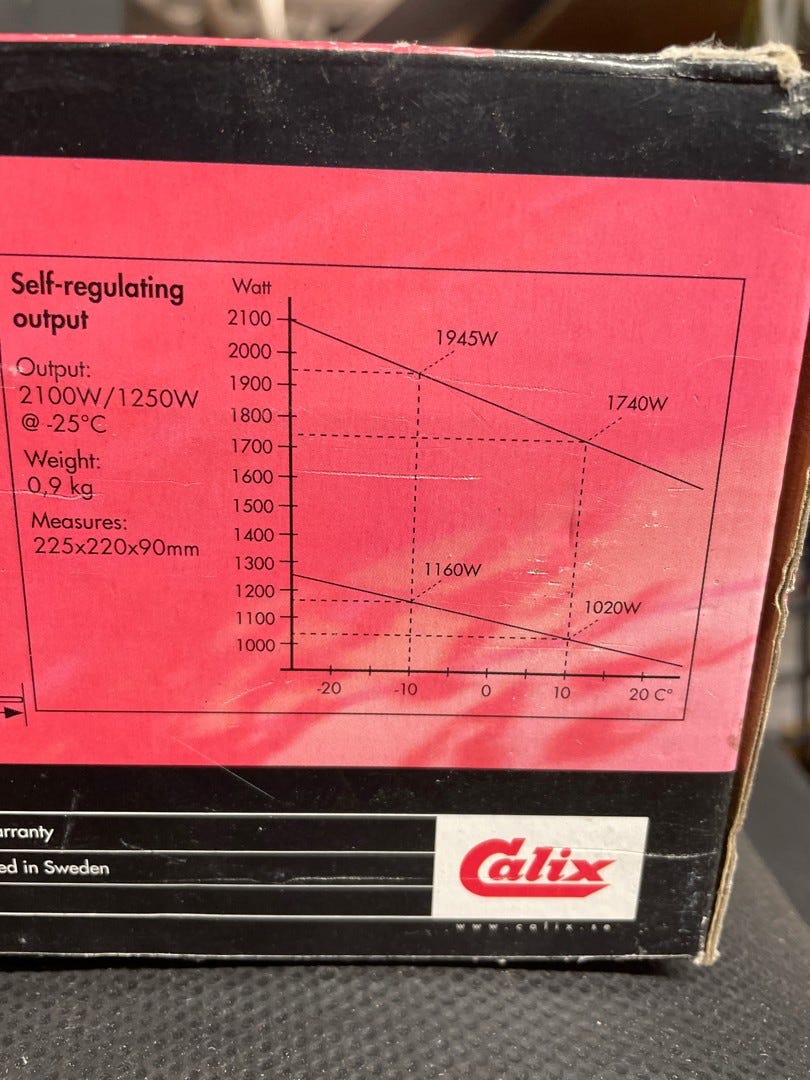 Self-regulating
output
Output:
2100W/1250W
@ -25°C
Weight:
0,9 kg
Measures:
225x220x90mm
Watt
2100
2000
1900
1800
1700
1600
1500
1400
1300
1200
1100
1000
1945W
1740W
1160W
1020W
-20 -10 0 10 20 C°
arranty
ed in Sweden
Calix
www.calix.se